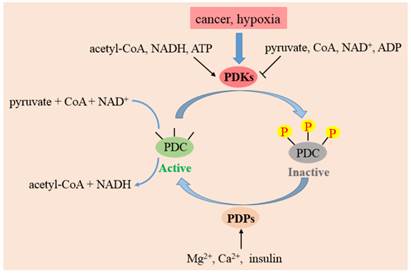 cancer, hypoxia
acetyl-CoA, NADH, ATP
pyruvate, CoA, NAD⁺, ADP
PDKs
pyruvate + CoA + NAD⁺
P P P
PDC
Active
PDC
Inactive
acetyl-CoA + NADH
PDPs
Mg²⁺, Ca²⁺, insulin